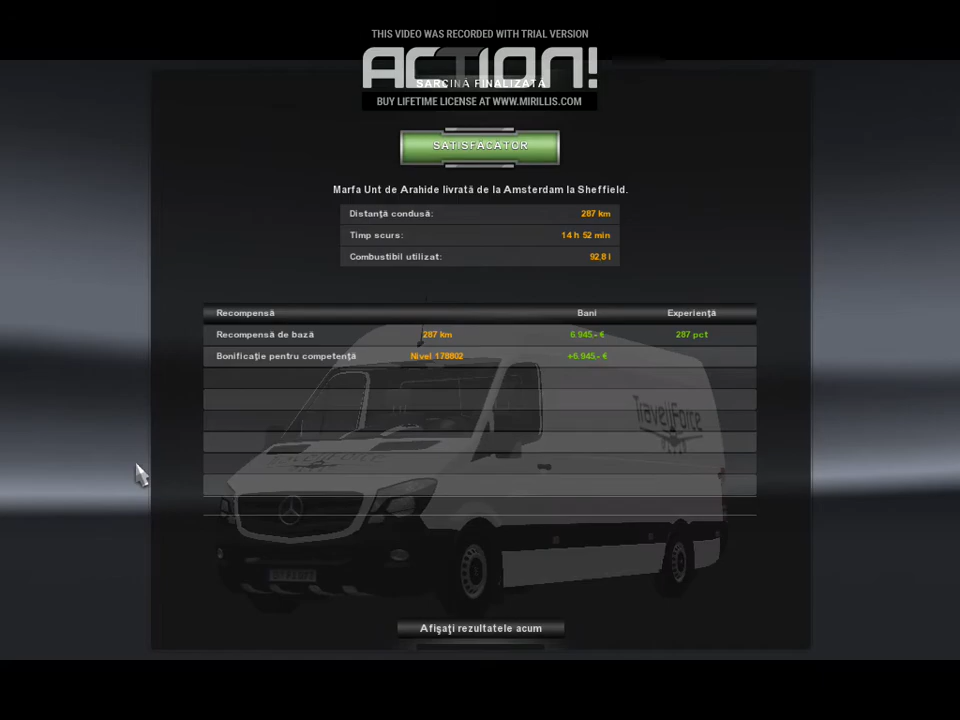 THIS VIDEO WAS RECORDED WITH TRIAL VERSION
ACTION!
SARCINĂ FINALIZATĂ
BUY LIFETIME LICENSE AT WWW.MIRILLIS.COM
SATISFĂCĂTOR
Marfa Unt de Arahide livrată de la Amsterdam la Sheffield.
Distanţă condusă: 287 km
Timp scurs: 14 h 52 min
Combustibil utilizat: 92,8 l
Recompensă Bani Experienţă
Recompensă de bază 287 km 6.945,- € 287 pct
Bonificaţie pentru competenţă Nivel 178802 +6.945,- €
TravelForce
Afişaţi rezultatele acum